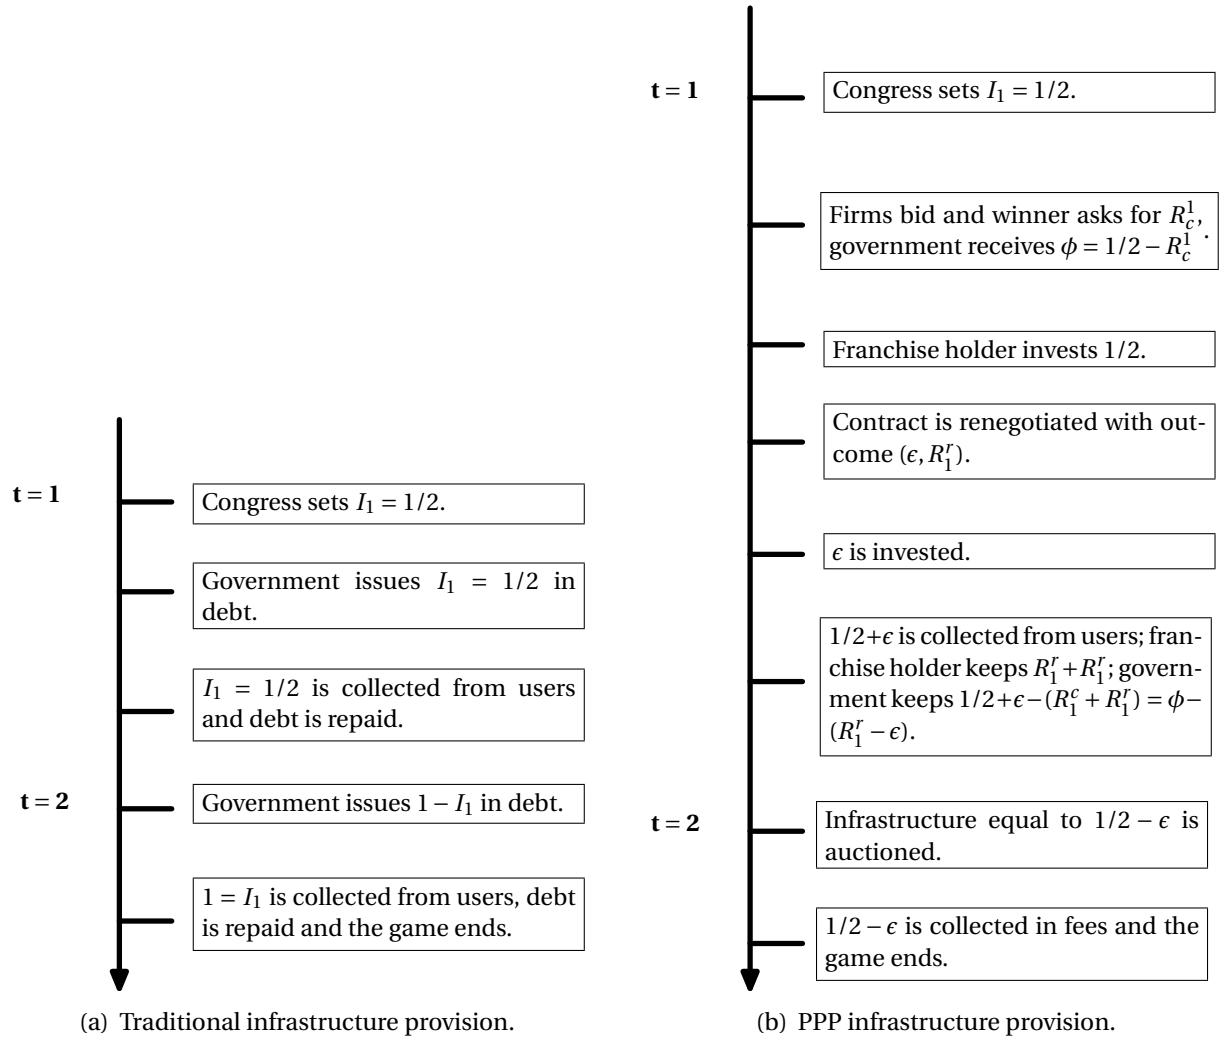 t = 1
Congress sets I₁ = 1/2.
Government issues I₁ = 1/2 in
debt.
I₁ = 1/2 is collected from users
and debt is repaid.
t = 2
Government issues 1 − I₁ in debt.
1 = I₁ is collected from users, debt
is repaid and the game ends.
(a) Traditional infrastructure provision.
t = 1
Congress sets I₁ = 1/2.
Firms bid and winner asks for R_c^1,
government receives ϕ = 1/2 − R_c^1.
Franchise holder invests 1/2.
Contract is renegotiated with out-
come (ϵ, R_1^r).
ϵ is invested.
1/2+ϵ is collected from users; fran-
chise holder keeps R_1^r + R_1^r; govern-
ment keeps 1/2+ϵ−(R_1^c + R_1^r) = ϕ−
(R_1^r − ϵ).
t = 2
Infrastructure equal to 1/2 − ϵ is
auctioned.
1/2 − ϵ is collected in fees and the
game ends.
(b) PPP infrastructure provision.